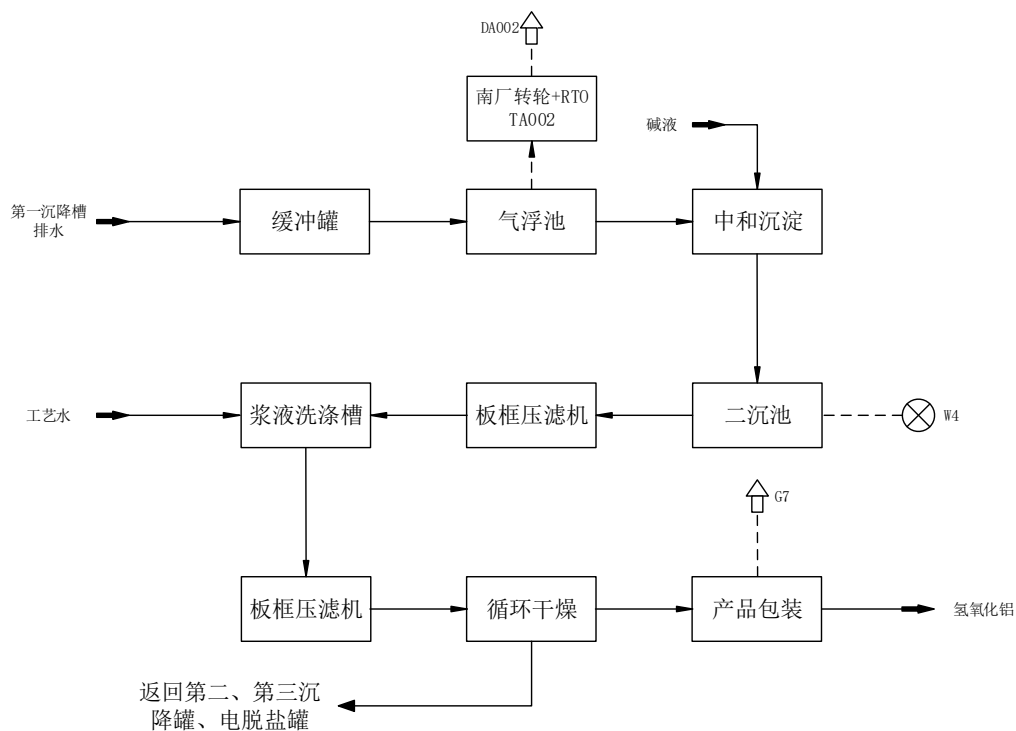 DA002
南厂转轮+RTO
TA002
碱液
第一沉降槽
排水
缓冲罐
气浮池
中和沉淀
工艺水
浆液洗涤槽
板框压滤机
二沉池
W4
G7
板框压滤机
循环干燥
产品包装
氢氧化铝
返回第二、第三沉
降罐、电脱盐罐